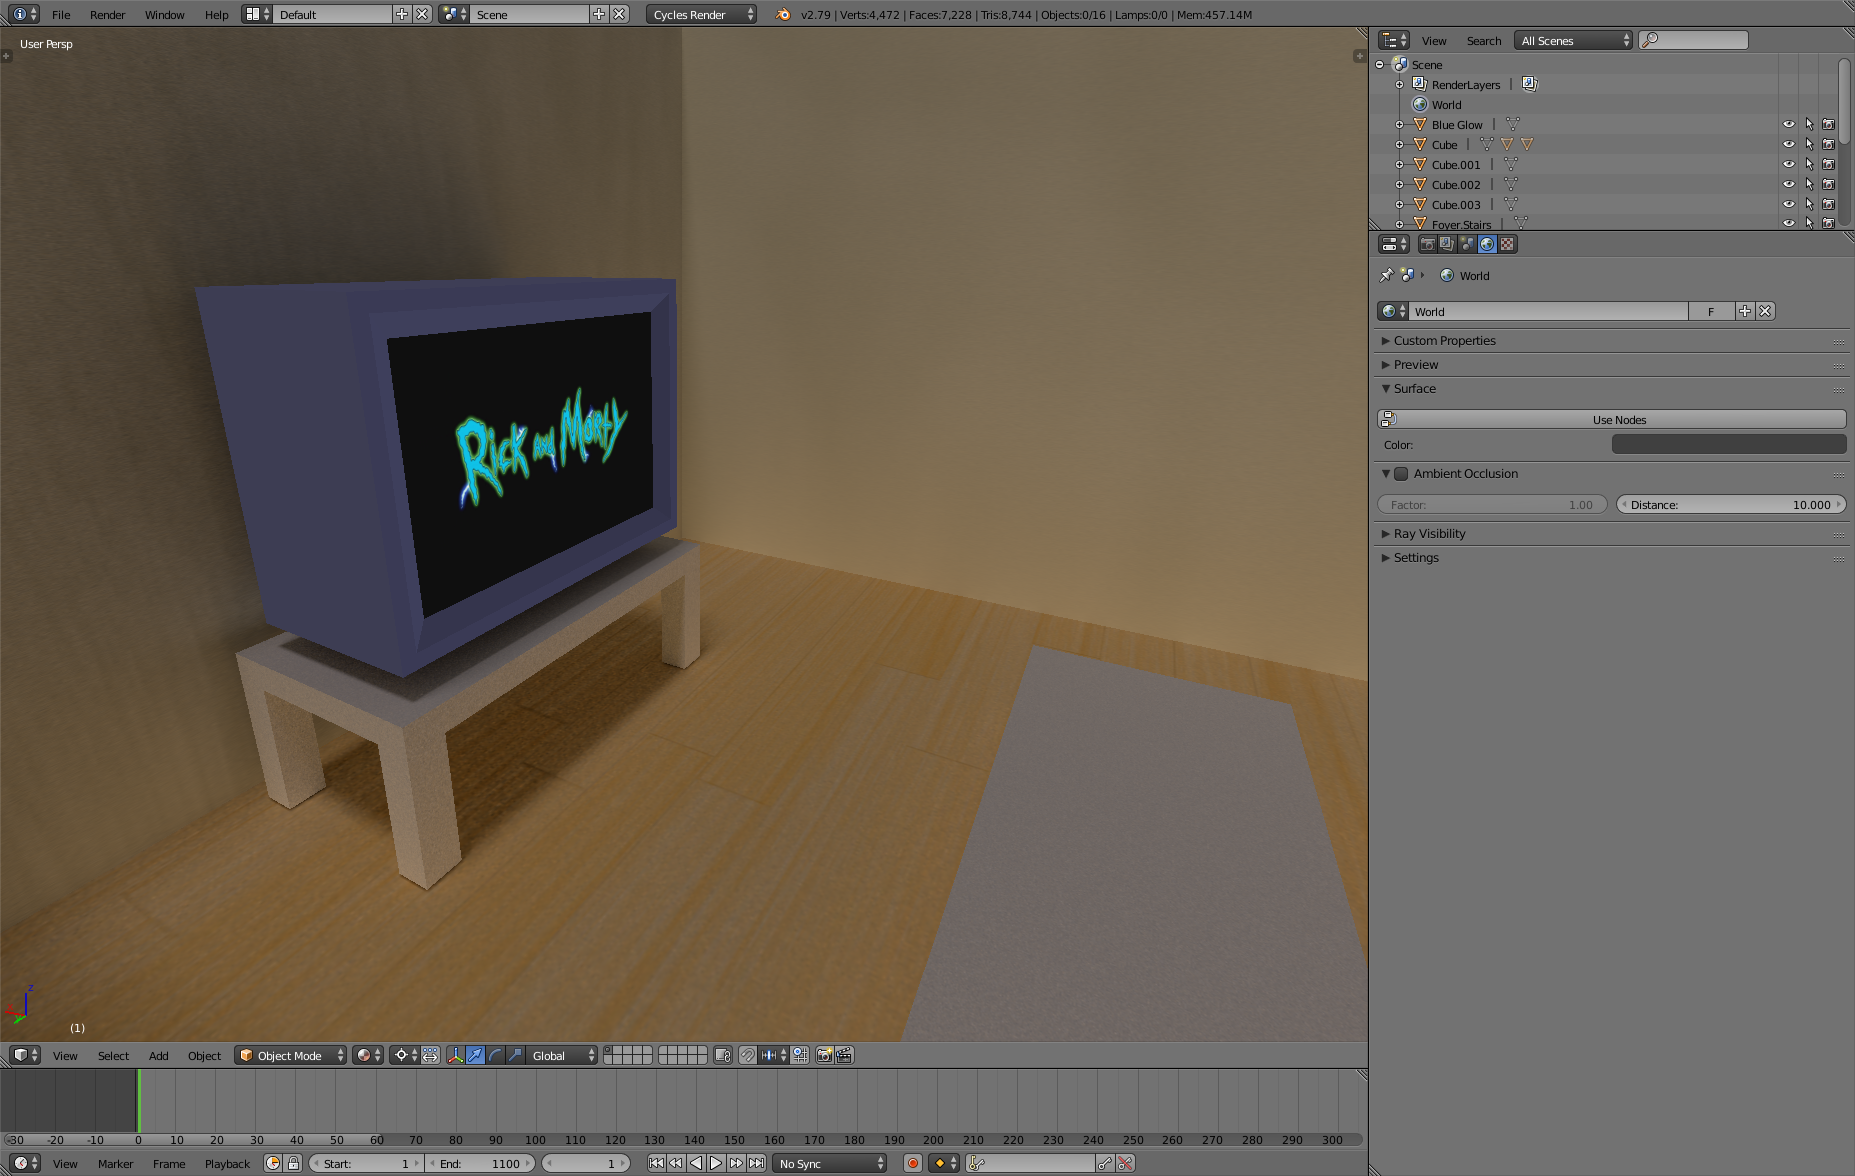 File Render Window Help Default Scene Cycles Render v2.79 | Verts:4,472 | Faces:7,228 | Tris:8,744 | Objects:0/16 | Lamps:0/0 | Mem:457.14M
User Persp
Rick and Morty
(1)
View Select Add Object Object Mode Global
-30 -20 -10 0 10 20 30 40 50 60 70 80 90 100 110 120 130 140 150 160 170 180 190 200 210 220 230 240 250 260 270 280 290 300
View Marker Frame Playback Start: 1 End: 1100 1 No Sync
View Search All Scenes
Scene
RenderLayers
World
Blue Glow
Cube
Cube.001
Cube.002
Cube.003
Foyer.Stairs
World
World F
Custom Properties
Preview
Surface
Use Nodes
Color:
Ambient Occlusion
Factor: 1.00 Distance: 10.000
Ray Visibility
Settings